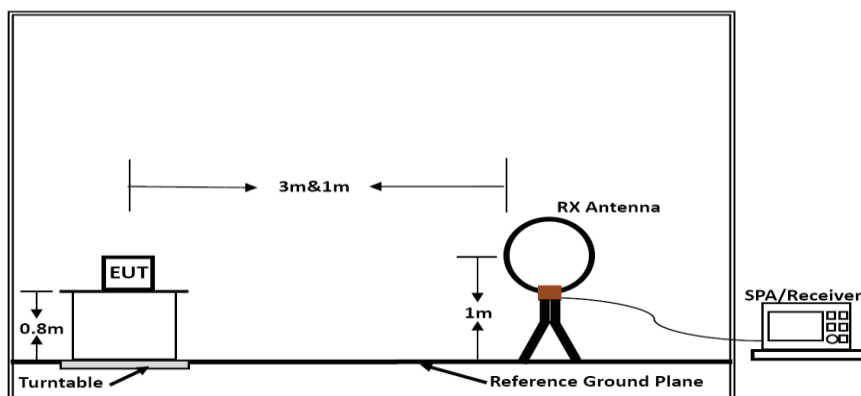 3m&1m
RX Antenna
EUT
SPA/Receiver
0.8m
1m
Turntable
Reference Ground Plane